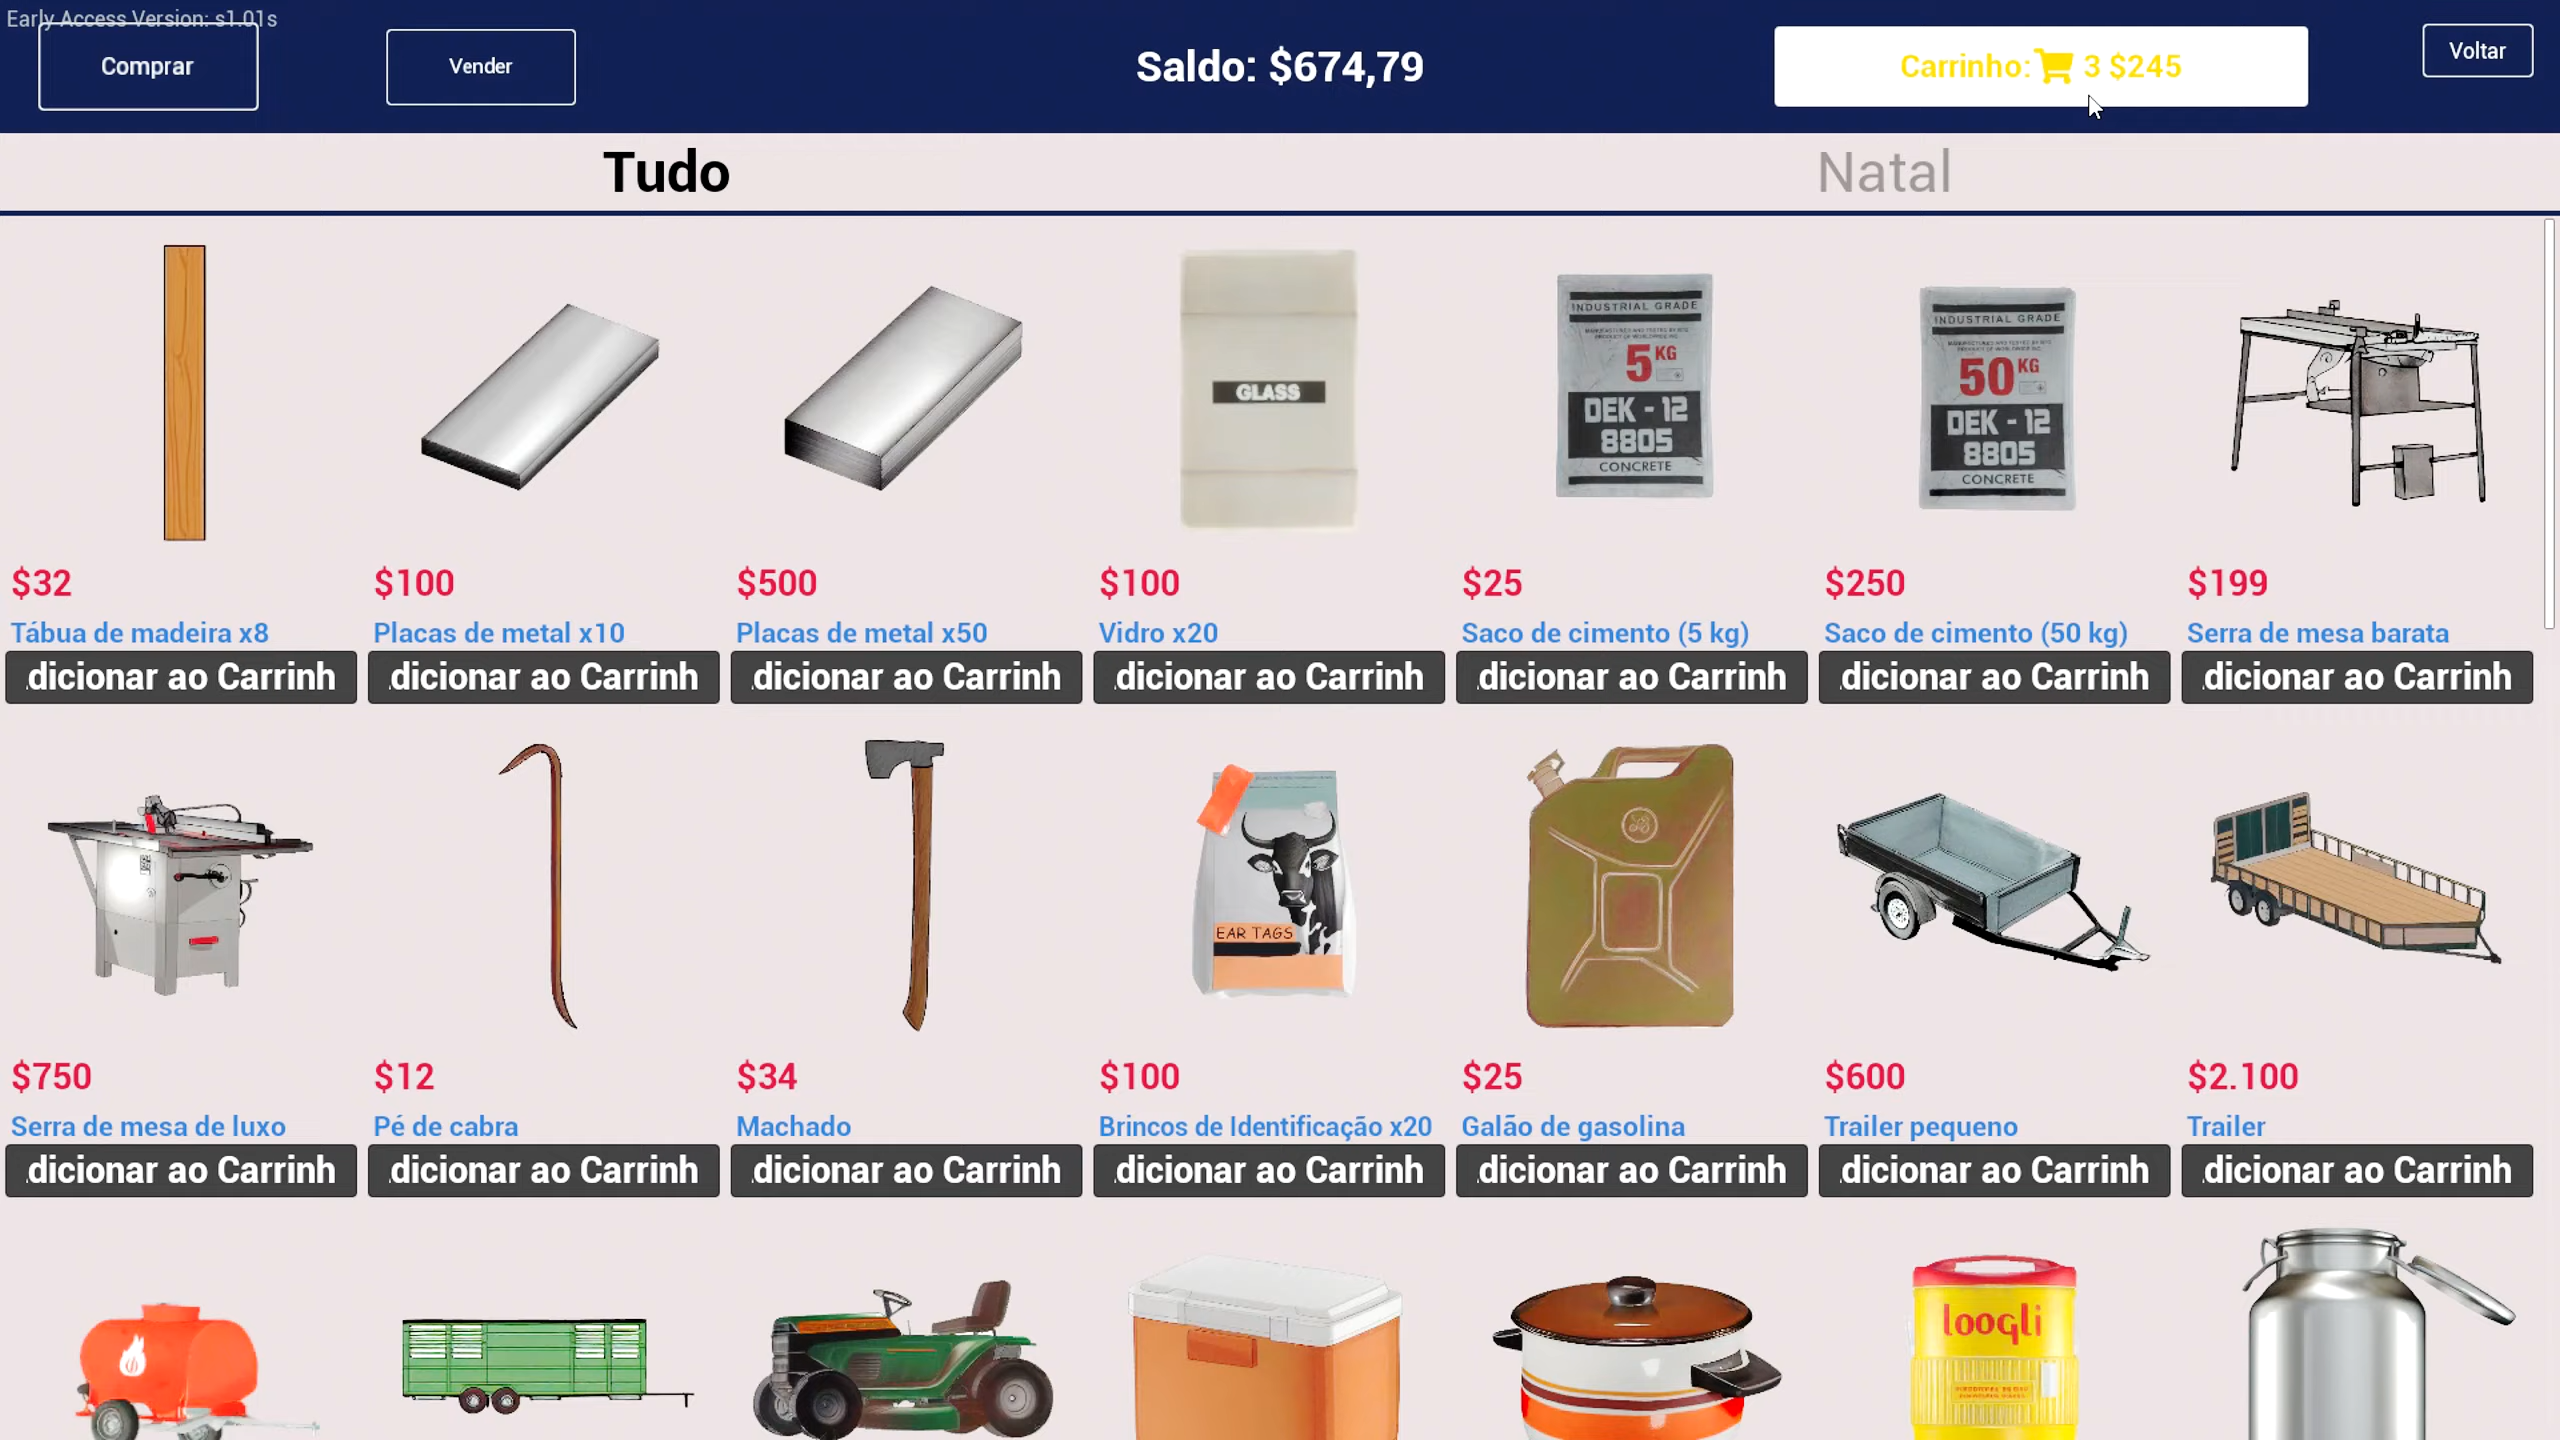 Early Access Version: s1.01s
Comprar
Vender
Saldo: $674,79
Carrinho: 3 $245
Voltar
Tudo
Natal
GLASS
INDUSTRIAL GRADE
5 KG
DEK - 12
8805
CONCRETE
INDUSTRIAL GRADE
50 KG
DEK - 12
8805
CONCRETE
$32
$100
$500
$100
$25
$250
$199
Tábua de madeira x8
Placas de metal x10
Placas de metal x50
Vidro x20
Saco de cimento (5 kg)
Saco de cimento (50 kg)
Serra de mesa barata
dicionar ao Carrinh
dicionar ao Carrinh
dicionar ao Carrinh
dicionar ao Carrinh
dicionar ao Carrinh
dicionar ao Carrinh
dicionar ao Carrinh
EAR TAGS
$750
$12
$34
$100
$25
$600
$2.100
Serra de mesa de luxo
Pé de cabra
Machado
Brincos de Identificação x20
Galão de gasolina
Trailer pequeno
Trailer
dicionar ao Carrinh
dicionar ao Carrinh
dicionar ao Carrinh
dicionar ao Carrinh
dicionar ao Carrinh
dicionar ao Carrinh
dicionar ao Carrinh
loogli